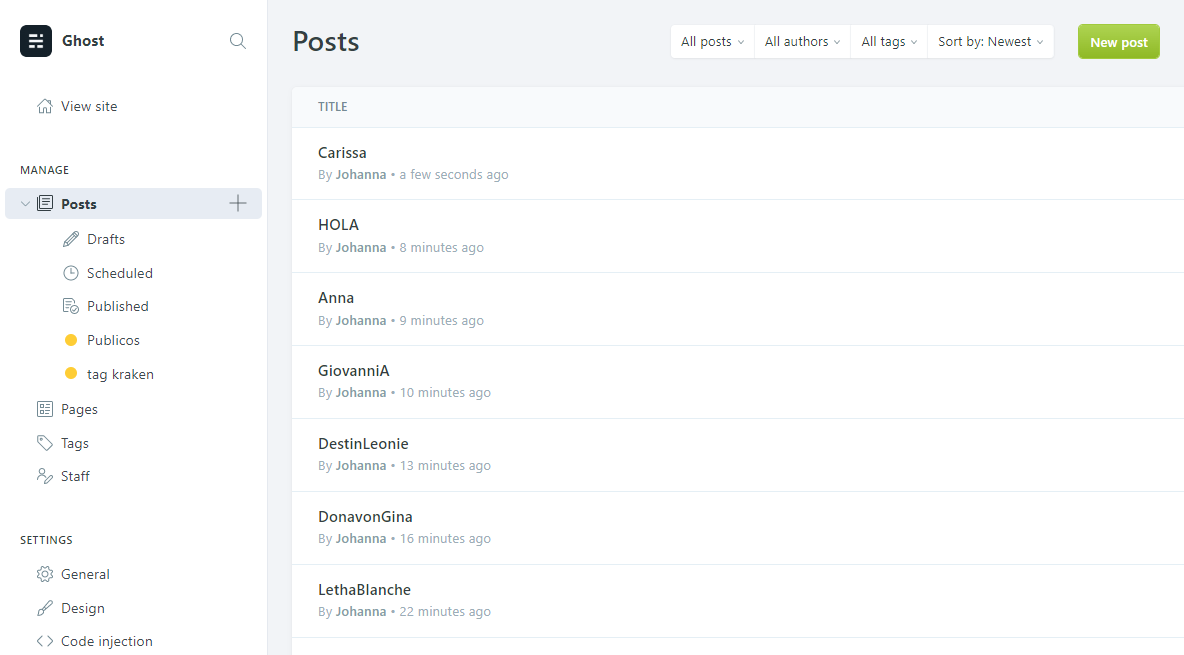 Ghost
View site
MANAGE
Posts
Drafts
Scheduled
Published
Publicos
tag kraken
Pages
Tags
Staff
SETTINGS
General
Design
Code injection
Posts
All posts All authors All tags Sort by: Newest New post
TITLE
Carissa
By Johanna • a few seconds ago
HOLA
By Johanna • 8 minutes ago
Anna
By Johanna • 9 minutes ago
GiovanniA
By Johanna • 10 minutes ago
DestinLeonie
By Johanna • 13 minutes ago
DonavonGina
By Johanna • 16 minutes ago
LethaBlanche
By Johanna • 22 minutes ago